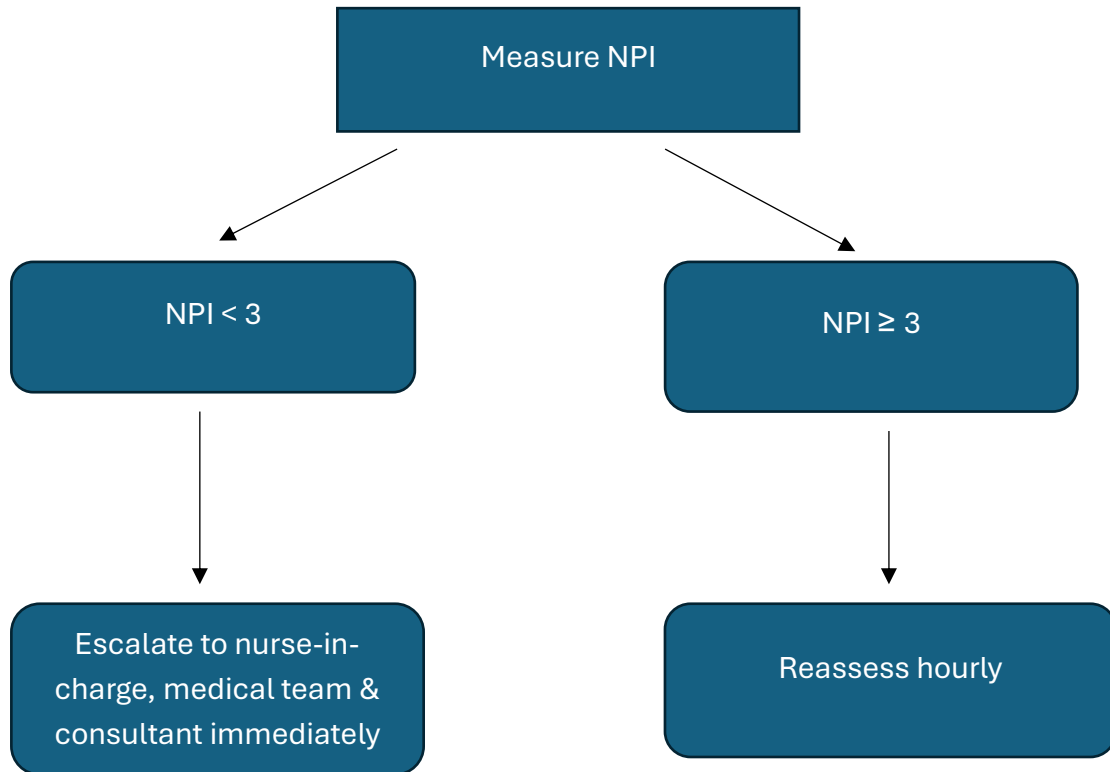 Measure NPI
NPI < 3
NPI ≥ 3
Escalate to nurse-in-
charge, medical team &
consultant immediately
Reassess hourly